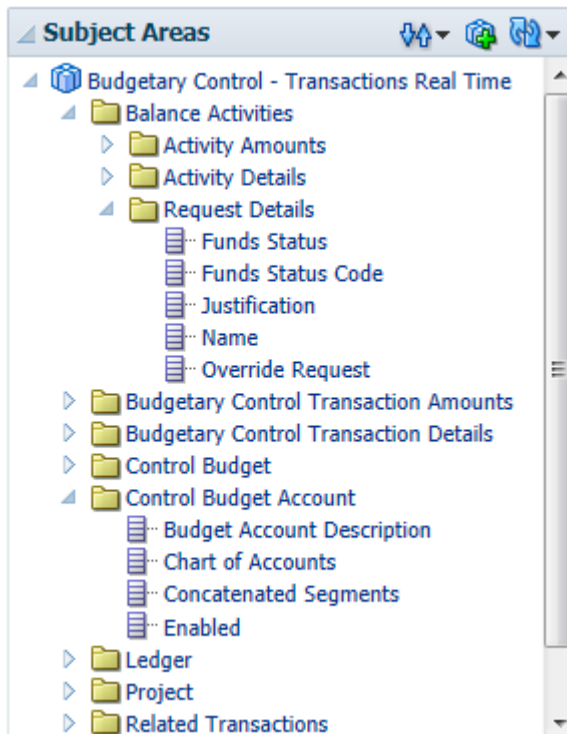 Subject Areas
Budgetary Control - Transactions Real Time
Balance Activities
Activity Amounts
Activity Details
Request Details
Funds Status
Funds Status Code
Justification
Name
Override Request
Budgetary Control Transaction Amounts
Budgetary Control Transaction Details
Control Budget
Control Budget Account
Budget Account Description
Chart of Accounts
Concatenated Segments
Enabled
Ledger
Project
Related Transactions